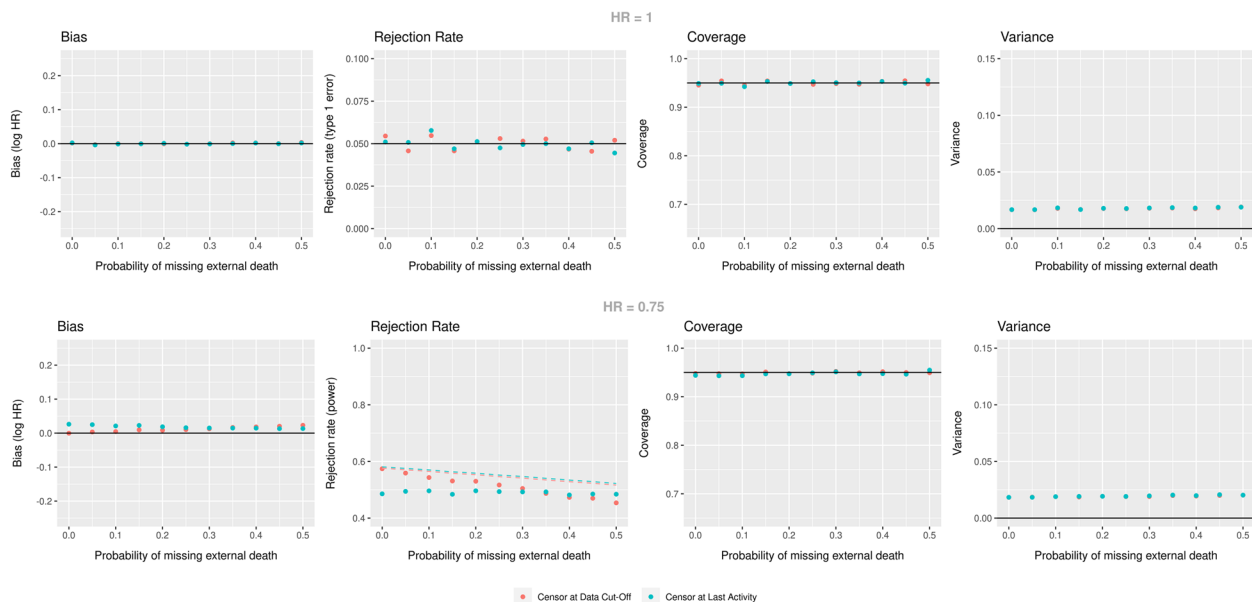 HR = 1
Bias
Rejection Rate
Coverage
Variance
0.2
0.1
0.0
-0.1
-0.2
Bias (log HR)
0.0 0.1 0.2 0.3 0.4 0.5
Probability of missing external death
0.100
0.075
0.050
0.025
0.000
Rejection rate (type 1 error)
0.0 0.1 0.2 0.3 0.4 0.5
Probability of missing external death
1.0
0.9
0.8
0.7
Coverage
0.0 0.1 0.2 0.3 0.4 0.5
Probability of missing external death
0.15
0.10
0.05
0.00
Variance
0.0 0.1 0.2 0.3 0.4 0.5
Probability of missing external death
HR = 0.75
Bias
Rejection Rate
Coverage
Variance
0.2
0.1
0.0
-0.1
-0.2
Bias (log HR)
0.0 0.1 0.2 0.3 0.4 0.5
Probability of missing external death
1.0
0.8
0.6
0.4
Rejection rate (power)
0.0 0.1 0.2 0.3 0.4 0.5
Probability of missing external death
1.0
0.9
0.8
0.7
Coverage
0.0 0.1 0.2 0.3 0.4 0.5
Probability of missing external death
0.15
0.10
0.05
0.00
Variance
0.0 0.1 0.2 0.3 0.4 0.5
Probability of missing external death
Censor at Data Cut-Off Censor at Last Activity